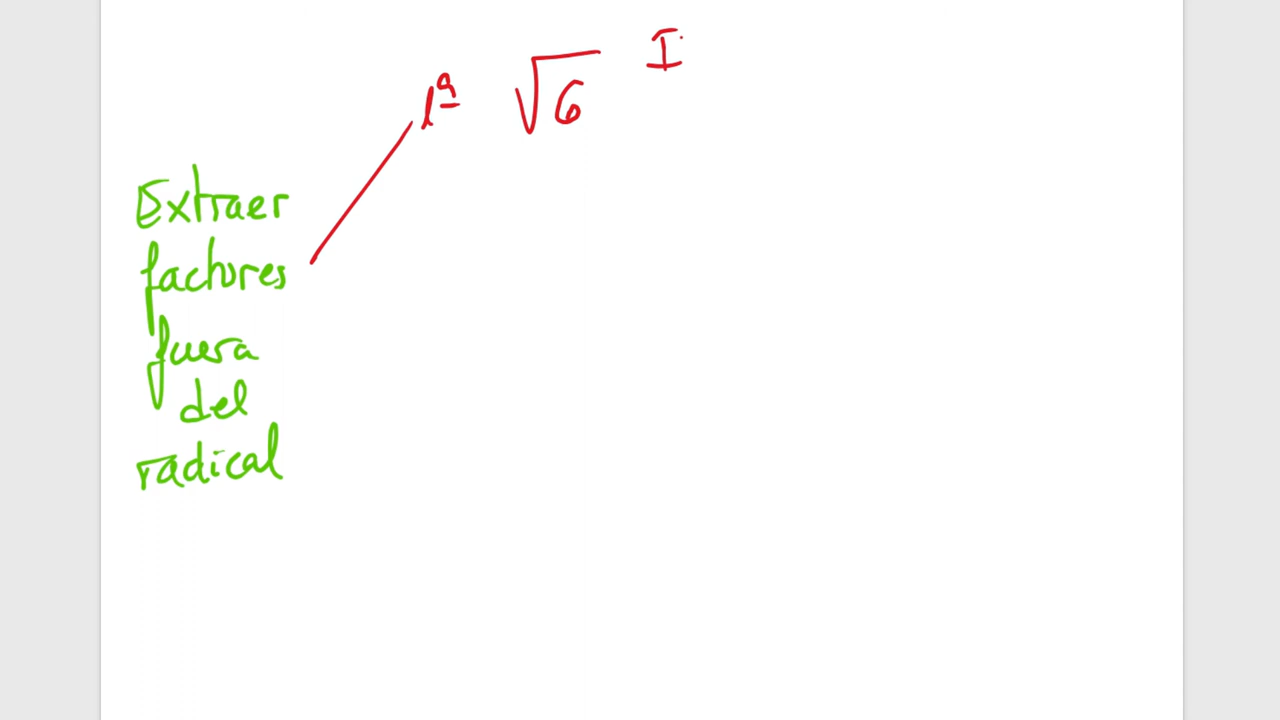 1ª √6 I
Extraer
factores
fuera
del
radical